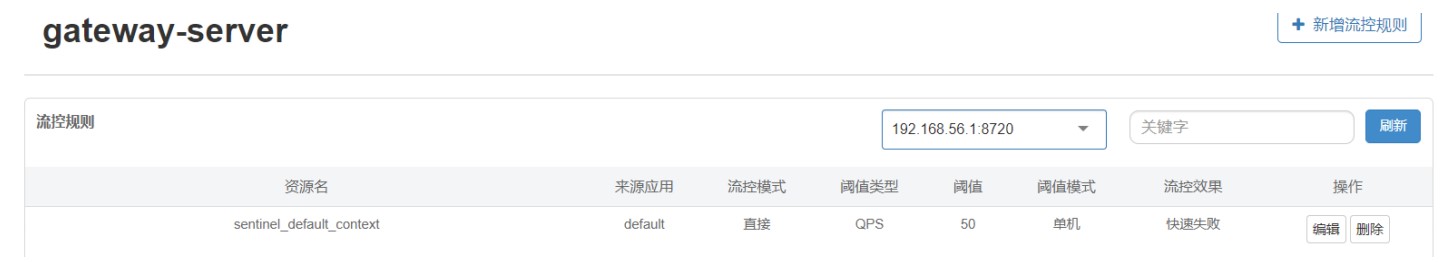 gateway-server
+ 新增流控规则
流控规则
192.168.56.1:8720
关键字
刷新
资源名 来源应用 流控模式 阈值类型 阈值 阈值模式 流控效果 操作
sentinel_default_context default 直接 QPS 50 单机 快速失败 编辑 删除